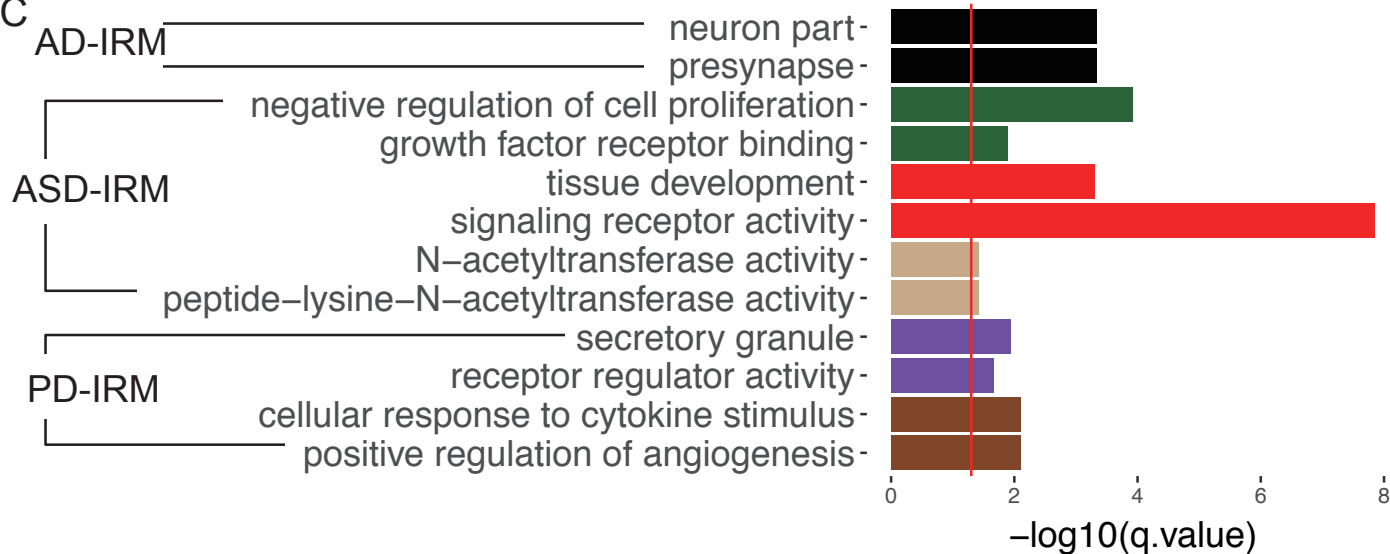 C
AD-IRM
neuron part
presynapse
negative regulation of cell proliferation
growth factor receptor binding
ASD-IRM
tissue development
signaling receptor activity
N−acetyltransferase activity
peptide−lysine−N−acetyltransferase activity
secretory granule
PD-IRM
receptor regulator activity
cellular response to cytokine stimulus
positive regulation of angiogenesis
0 2 4 6 8
−log10(q.value)